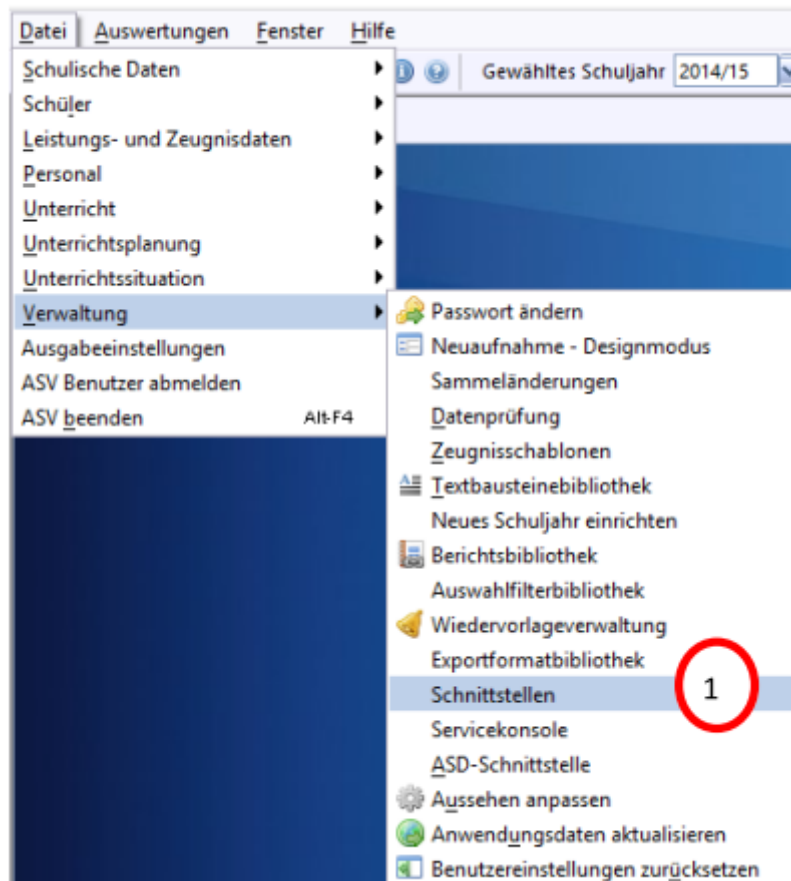 Datei Auswertungen Fenster Hilfe
Gewähltes Schuljahr 2014/15
Schulische Daten
Schüler
Leistungs- und Zeugnisdaten
Personal
Unterricht
Unterrichtsplanung
Unterrichtssituation
Verwaltung
Ausgabeeinstellungen
ASV Benutzer abmelden
ASV beenden Alt-F4
Passwort ändern
Neuaufnahme - Designmodus
Sammeländerungen
Datenprüfung
Zeugnisschablonen
Textbausteinebibliothek
Neues Schuljahr einrichten
Berichtsbibliothek
Auswahlfilterbibliothek
Wiedervorlageverwaltung
Exportformatbibliothek
Schnittstellen 1
Servicekonsole
ASD-Schnittstelle
Aussehen anpassen
Anwendungsdaten aktualisieren
Benutzereinstellungen zurücksetzen